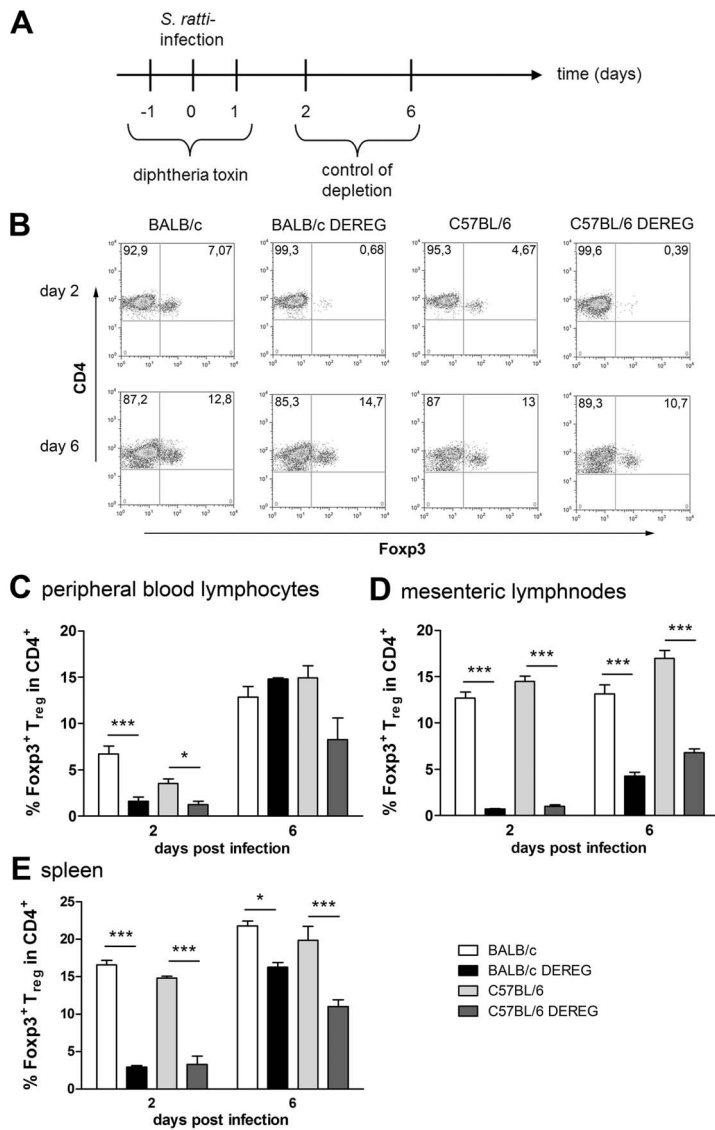 A
S. ratti-
infection
time (days)
-1 0 1 2 6
diphtheria toxin
control of
depletion
B
BALB/c BALB/c DEREG C57BL/6 C57BL/6 DEREG
day 2
92,9 7,07 99,3 0,68 95,3 4,67 99,6 0,39
day 6
87,2 12,8 85,3 14,7 87 13 89,3 10,7
CD4
Foxp3
C peripheral blood lymphocytes
% Foxp3+ Treg in CD4+
20
15
10
5
0
*** *
2 6
days post infection
D mesenteric lymphnodes
% Foxp3+ Treg in CD4+
20
15
10
5
0
*** *** *** ***
2 6
days post infection
E spleen
% Foxp3+ Treg in CD4+
25
20
15
10
5
0
*** *** * ***
2 6
days post infection
BALB/c
BALB/c DEREG
C57BL/6
C57BL/6 DEREG